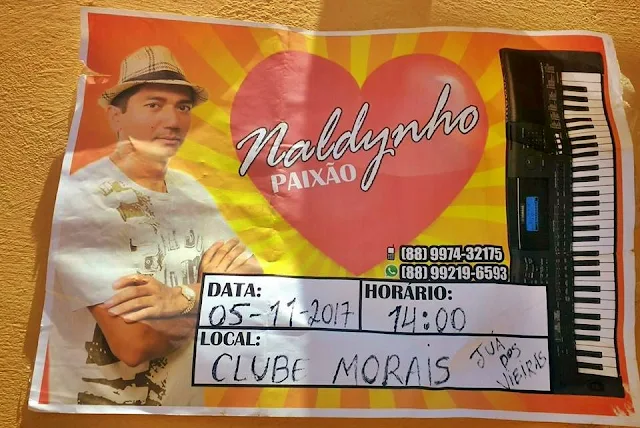 Naldynho
PAIXÃO
(88) 9974-32175
(88) 99219-6593
DATA:
05-11-2017
HORÁRIO:
14:00
LOCAL:
CLUBE MORAIS
JUÁ
DOS
VIEIRAS